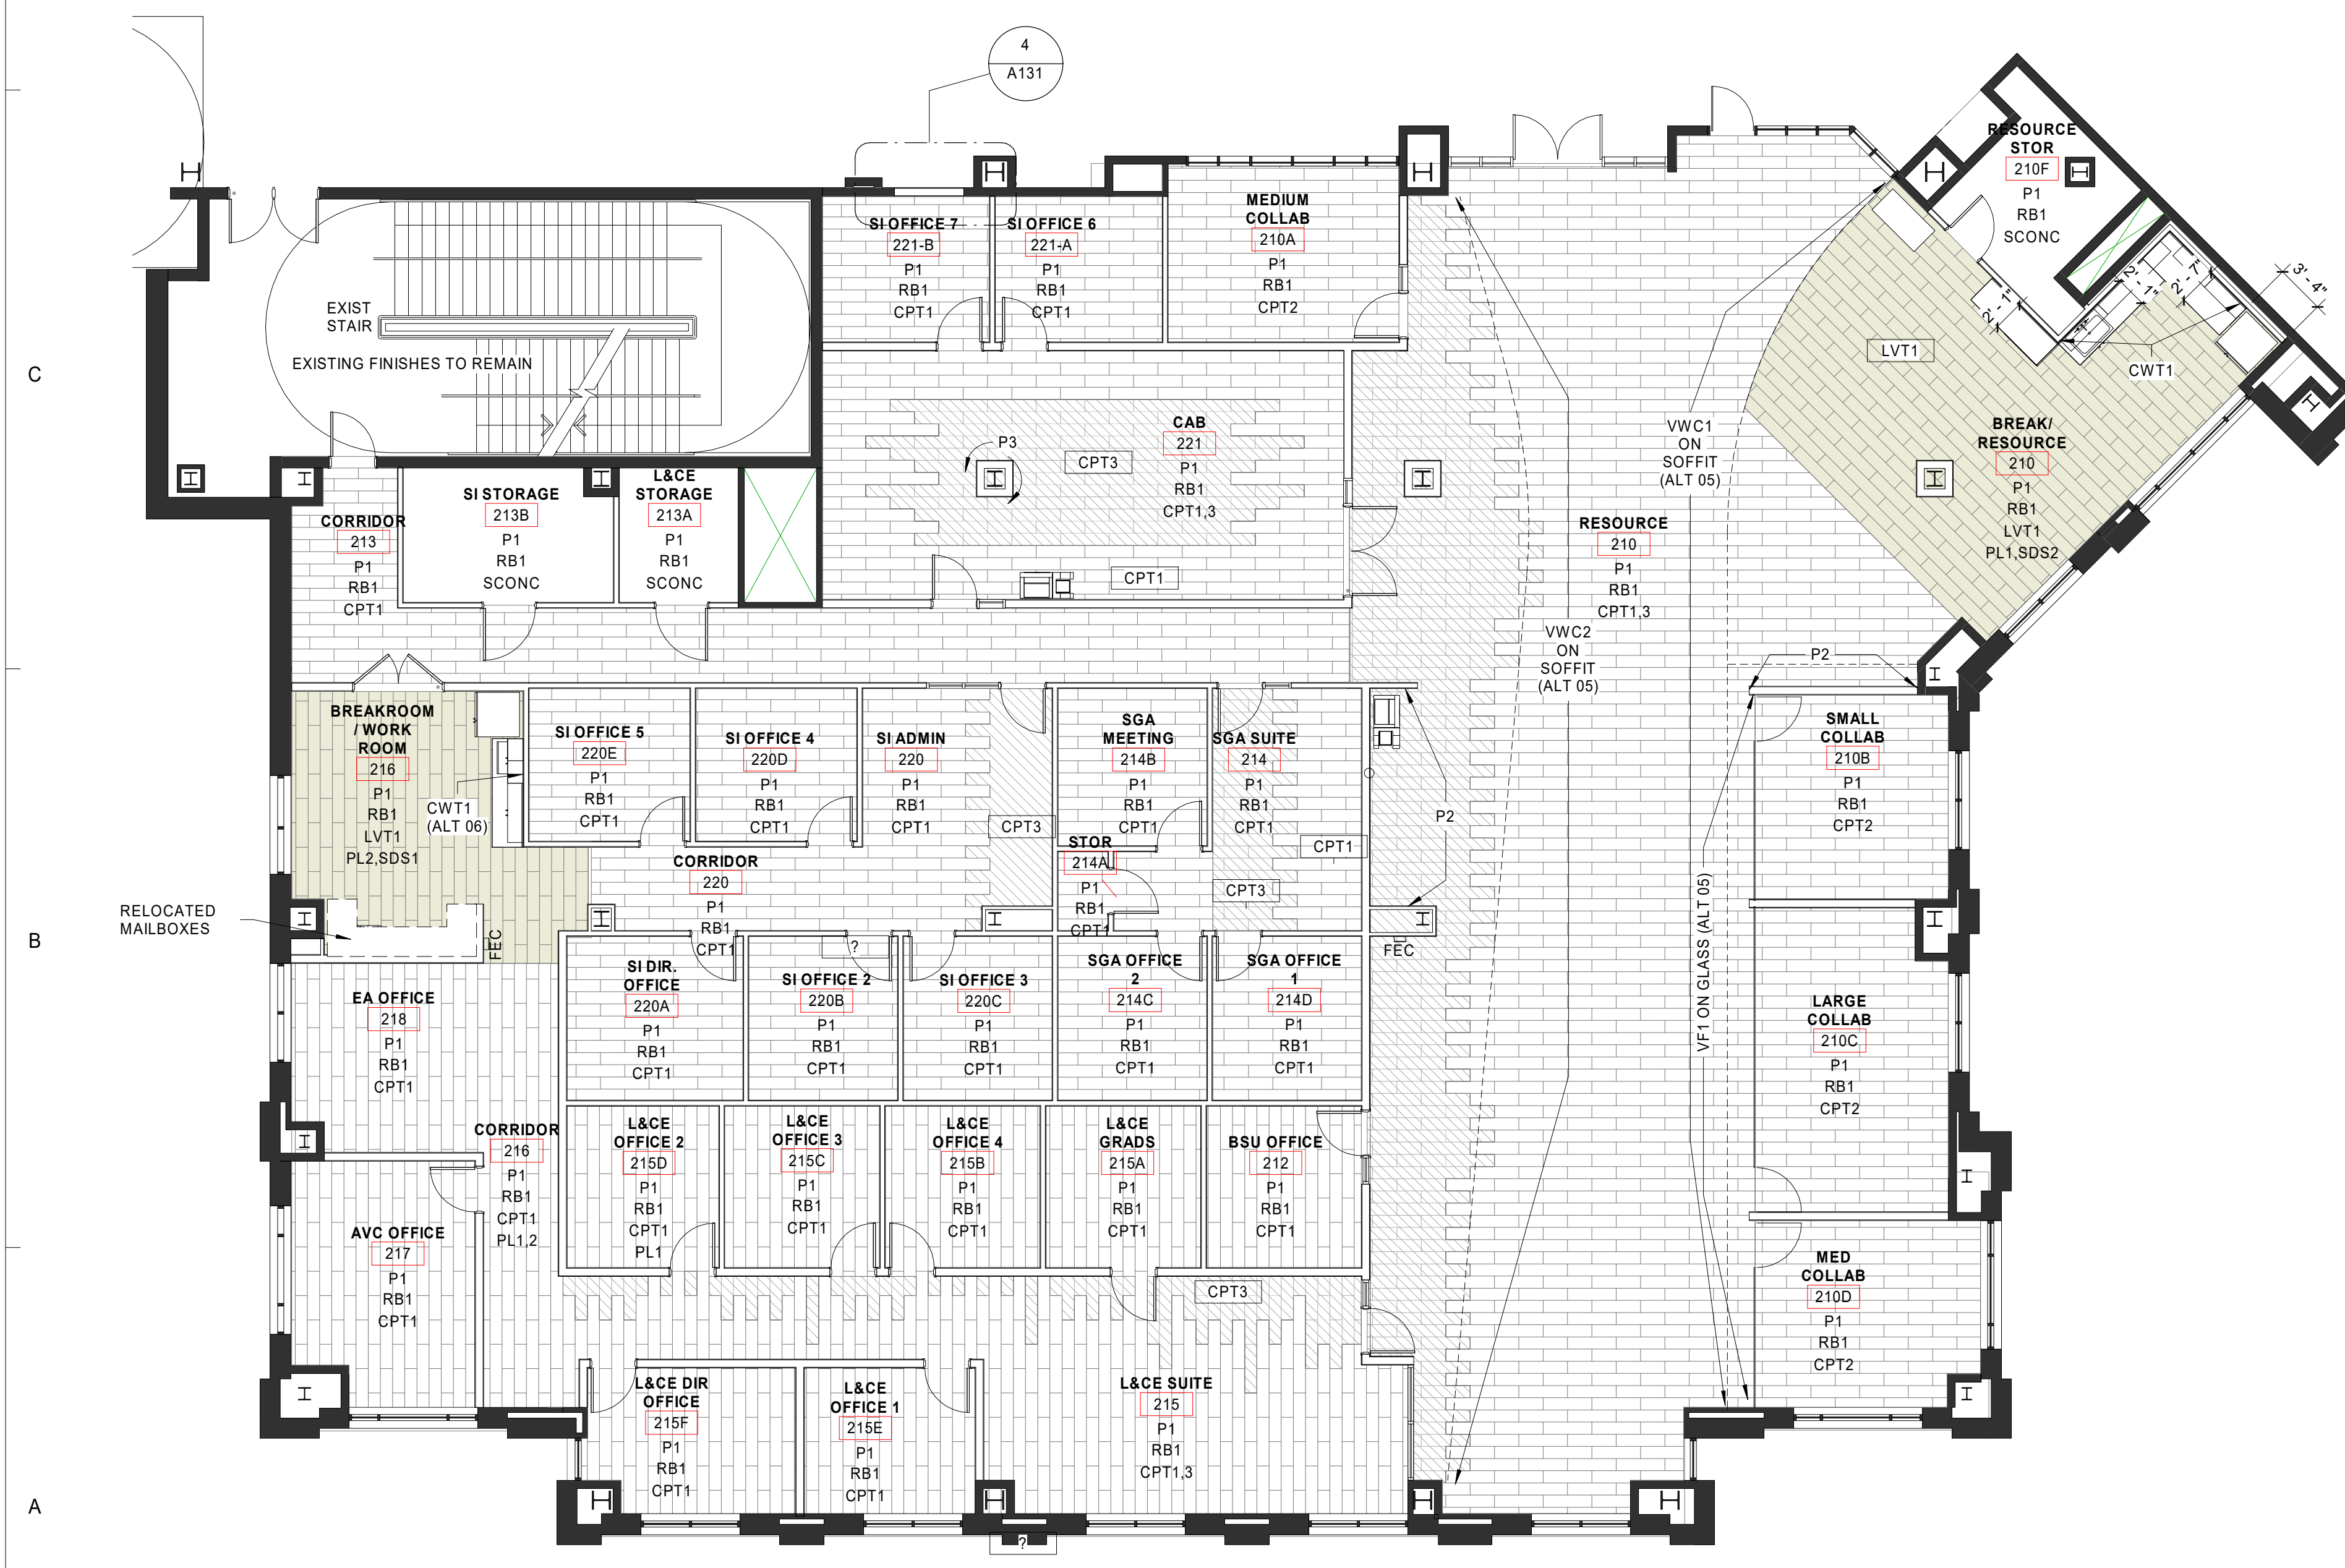 4
A131
RESOURCE
STOR
210F
P1
RB1
SCONC
MEDIUM
COLLAB
210A
P1
RB1
CPT2
SI OFFICE 7
221-B
P1
RB1
CPT1
SI OFFICE 6
221-A
P1
RB1
CPT1
EXIST
STAIR
EXISTING FINISHES TO REMAIN
C
3' - 4"
2' - 7"
2' - 1"
2' - 1"
LVT1
CWT1
CAB
221
P1
RB1
CPT1,3
P3
CPT3
CPT1
VWC1
ON
SOFFIT
(ALT 05)
BREAK/
RESOURCE
210
P1
RB1
LVT1
PL1,SDS2
SI STORAGE
213B
P1
RB1
SCONC
L&CE
STORAGE
213A
P1
RB1
SCONC
CORRIDOR
213
P1
RB1
CPT1
RESOURCE
210
P1
RB1
CPT1,3
VWC2
ON
SOFFIT
(ALT 05)
P2
BREAKROOM
/ WORK
ROOM
216
P1
RB1
LVT1
PL2,SDS1
CWT1
(ALT 06)
SI OFFICE 5
220E
P1
RB1
CPT1
SI OFFICE 4
220D
P1
RB1
CPT1
SI ADMIN
220
P1
RB1
CPT1
CPT3
SGA
MEETING
214B
P1
RB1
CPT1
SGA SUITE
214
P1
RB1
CPT1
CPT1
CPT3
P2
SMALL
COLLAB
210B
P1
RB1
CPT2
STOR
214A
P1
RB1
CPT1
CORRIDOR
220
P1
RB1
CPT1
RELOCATED
MAILBOXES
B
FEC
FEC
VF1 ON GLASS (ALT 05)
EA OFFICE
218
P1
RB1
CPT1
SI DIR.
OFFICE
220A
P1
RB1
CPT1
?
SI OFFICE 2
220B
P1
RB1
CPT1
SI OFFICE 3
220C
P1
RB1
CPT1
SGA OFFICE
2
214C
P1
RB1
CPT1
SGA OFFICE
1
214D
P1
RB1
CPT1
LARGE
COLLAB
210C
P1
RB1
CPT2
CORRIDOR
216
P1
RB1
CPT1
PL1,2
L&CE
OFFICE 2
215D
P1
RB1
CPT1
PL1
L&CE
OFFICE 3
215C
P1
RB1
CPT1
L&CE
OFFICE 4
215B
P1
RB1
CPT1
L&CE
GRADS
215A
P1
RB1
CPT1
BSU OFFICE
212
P1
RB1
CPT1
AVC OFFICE
217
P1
RB1
CPT1
CPT3
MED
COLLAB
210D
P1
RB1
CPT2
L&CE DIR
OFFICE
215F
P1
RB1
CPT1
L&CE
OFFICE 1
215E
P1
RB1
CPT1
L&CE SUITE
215
P1
RB1
CPT1,3
A
?